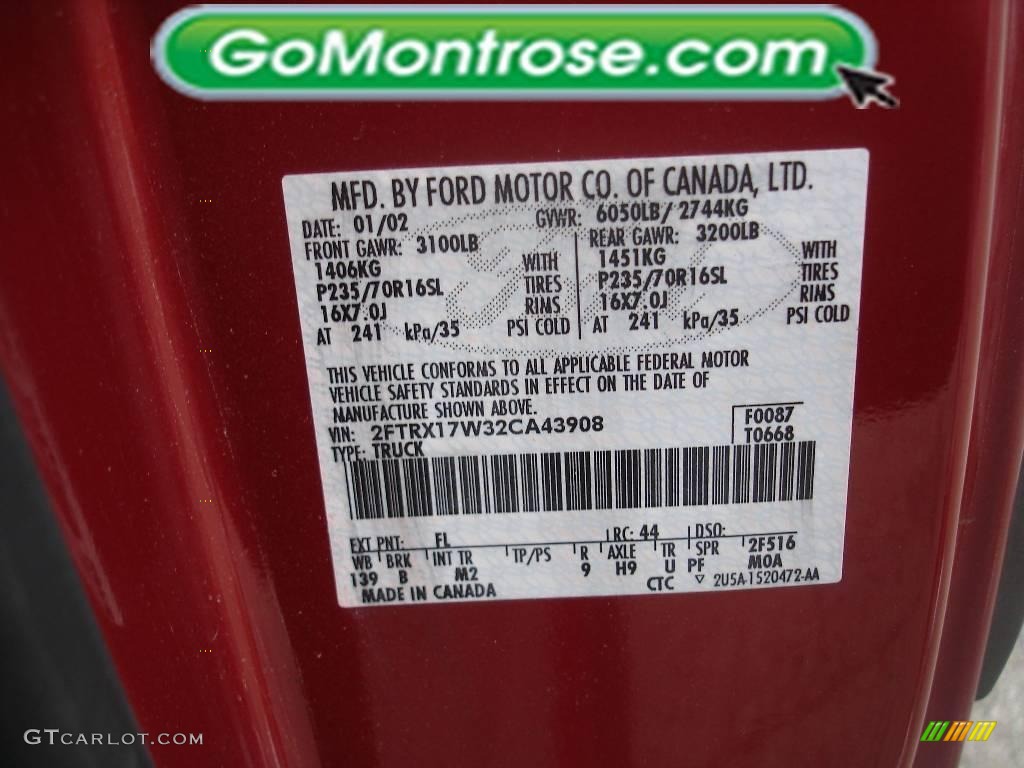 GoMontrose.com
MFD. BY FORD MOTOR CO. OF CANADA, LTD.
DATE: 01/02 GVWR: 6050LB/ 2744KG
FRONT GAWR: 3100LB REAR GAWR: 3200LB
1406KG WITH 1451KG WITH
P235/70R16SL TIRES P235/70R16SL TIRES
16X7.0J RIMS 16X7.0J RIMS
AT 241 kPa/35 PSI COLD AT 241 kPa/35 PSI COLD
THIS VEHICLE CONFORMS TO ALL APPLICABLE FEDERAL MOTOR
VEHICLE SAFETY STANDARDS IN EFFECT ON THE DATE OF
MANUFACTURE SHOWN ABOVE.
VIN: 2FTRX17W32CA43908 F0087
TYPE: TRUCK T0668
EXT PNT: FL RC: 44 DSO:
WB BRK INT TR TP/PS R AXLE TR SPR 2F516
139 B M2 9 H9 U PF M0A
MADE IN CANADA CTC ▽ 2U5A-1520472-AA
GTCARLOT.COM